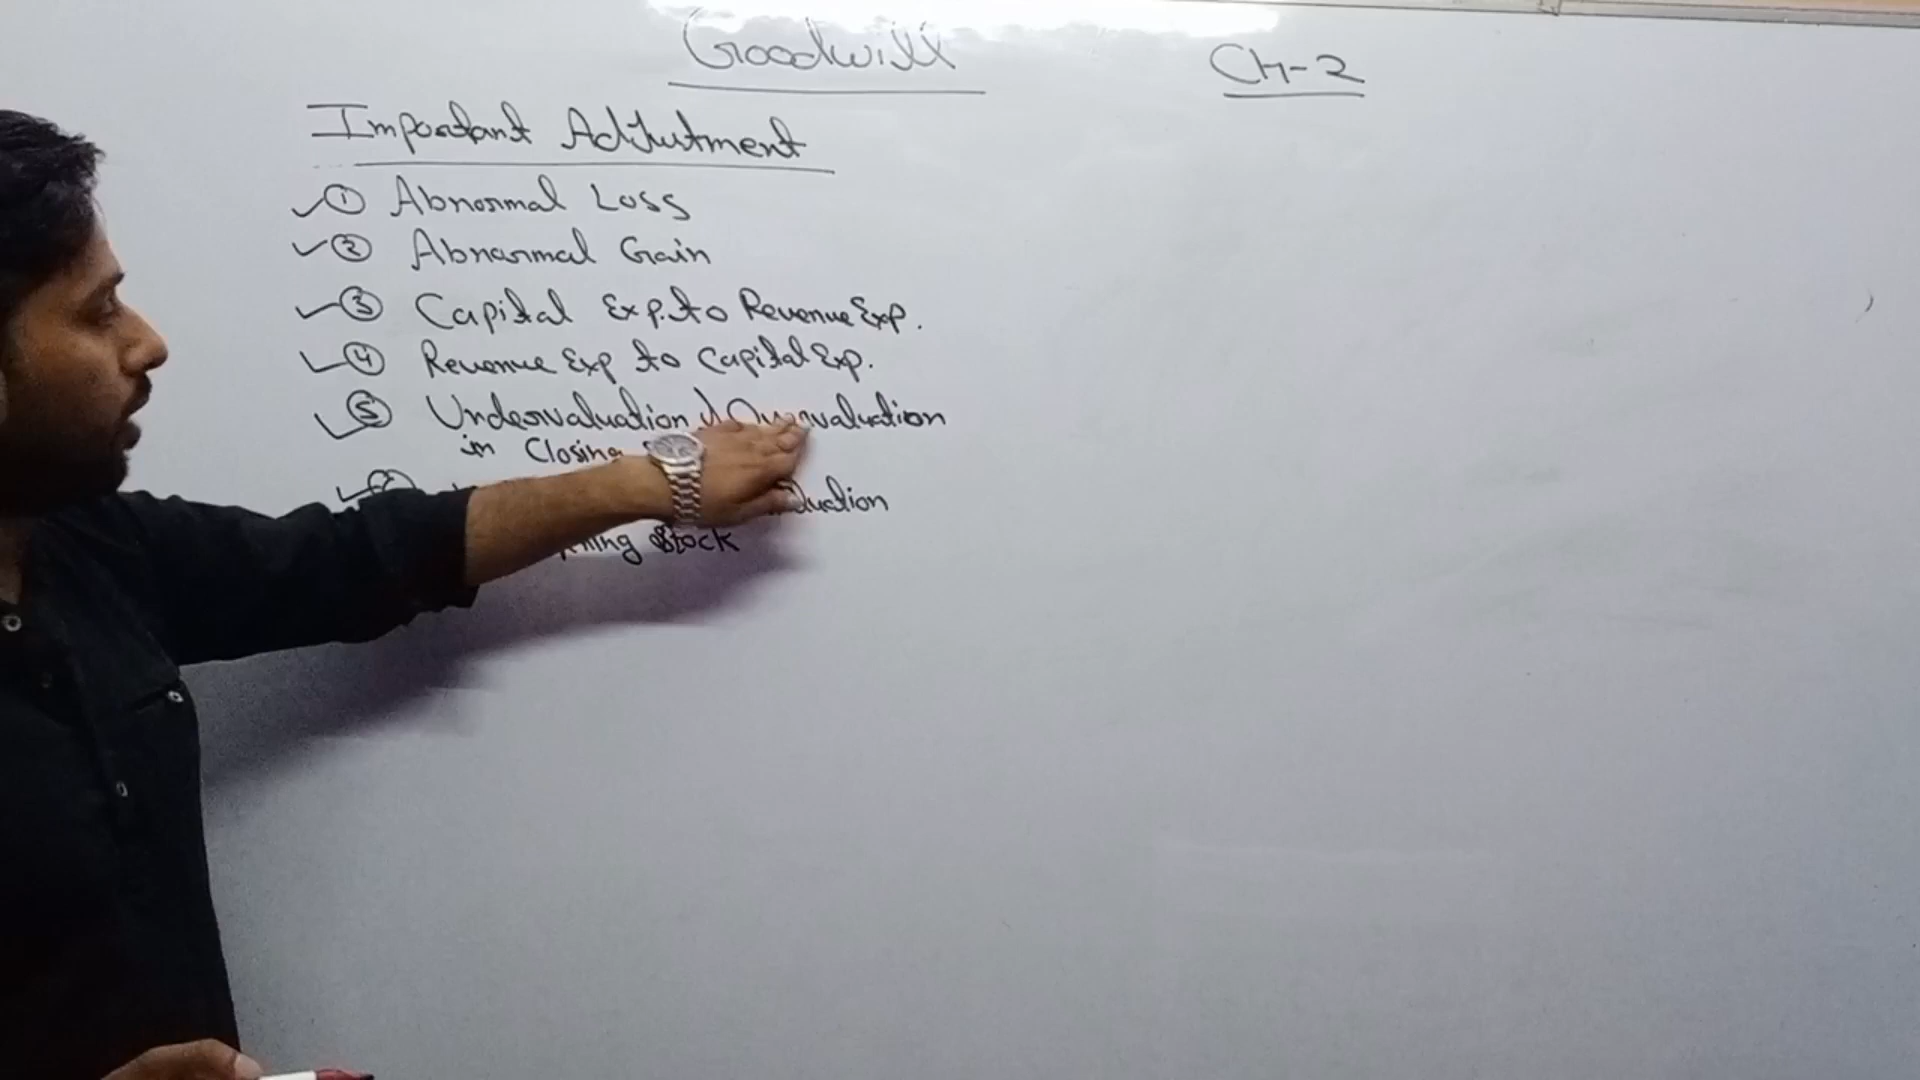 Goodwill
Ch-2
Important Adjustment
① Abnormal Loss
② Abnormal Gain
③ Capital Exp. to Revenue Exp.
④ Revenue Exp to Capital Exp.
⑤ Undervaluation / Overvaluation
in Closing
Stock